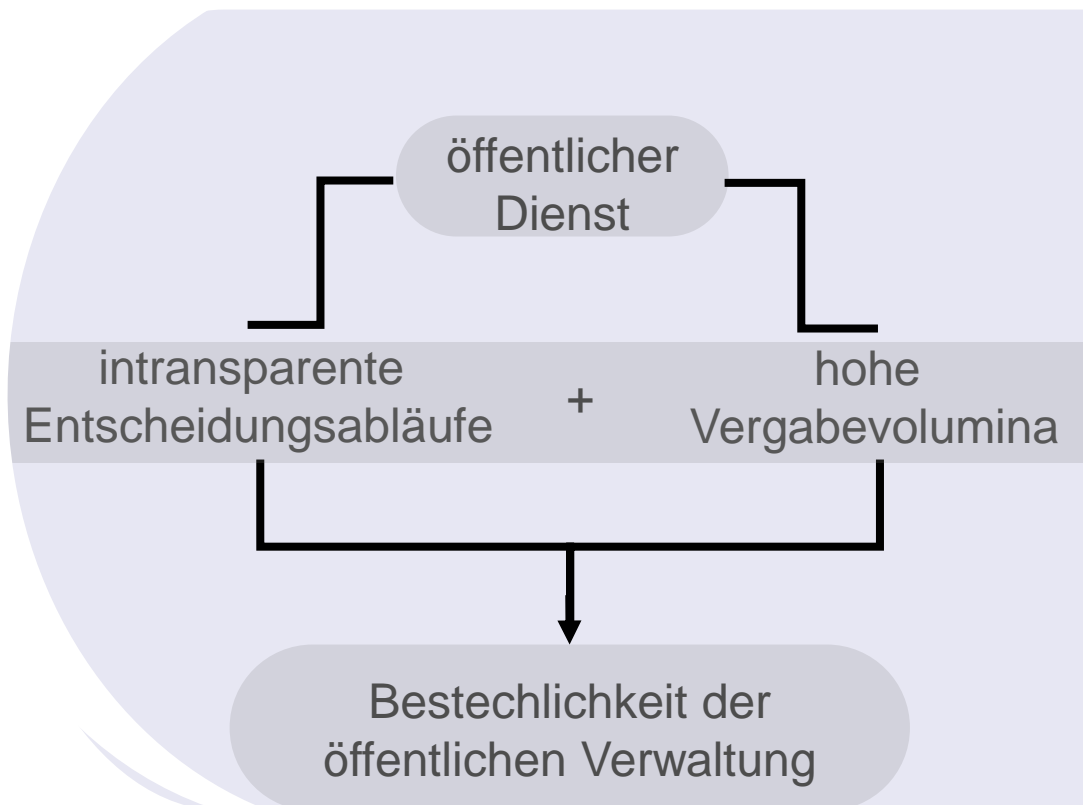 öffentlicher
Dienst
intransparente
Entscheidungsabläufe
+
hohe
Vergabevolumina
Bestechlichkeit der
öffentlichen Verwaltung